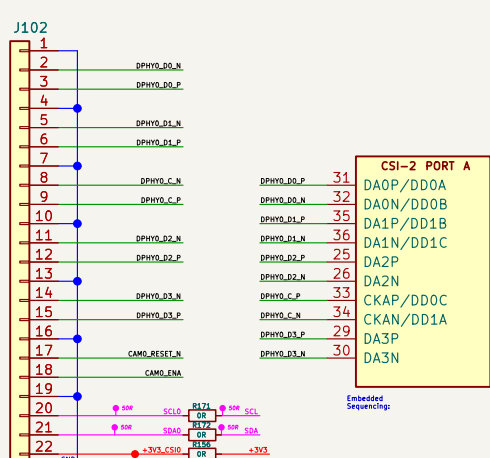 J102
1
2 DPHY0_D0_N
3 DPHY0_D0_P
4
5 DPHY0_D1_N
6 DPHY0_D1_P
7
8 DPHY0_C_N
9 DPHY0_C_P
10
11 DPHY0_D2_N
12 DPHY0_D2_P
13
14 DPHY0_D3_N
15 DPHY0_D3_P
16
17 CAM0_RESET_N
18 CAM0_ENA
19
20 50R SCL0 R171 0R 50R SCL
21 50R SDA0 R172 0R 50R SDA
22 +3V3_CSI0 R156 0R +3V3
CSI-2 PORT A
DPHY0_D0_P 31 DA0P/DD0A
DPHY0_D0_N 32 DA0N/DD0B
DPHY0_D1_P 35 DA1P/DD1B
DPHY0_D1_N 36 DA1N/DD1C
DPHY0_D2_P 25 DA2P
DPHY0_D2_N 26 DA2N
DPHY0_C_P 33 CKAP/DD0C
DPHY0_C_N 34 CKAN/DD1A
DPHY0_D3_P 29 DA3P
DPHY0_D3_N 30 DA3N
Embedded
Sequencing: